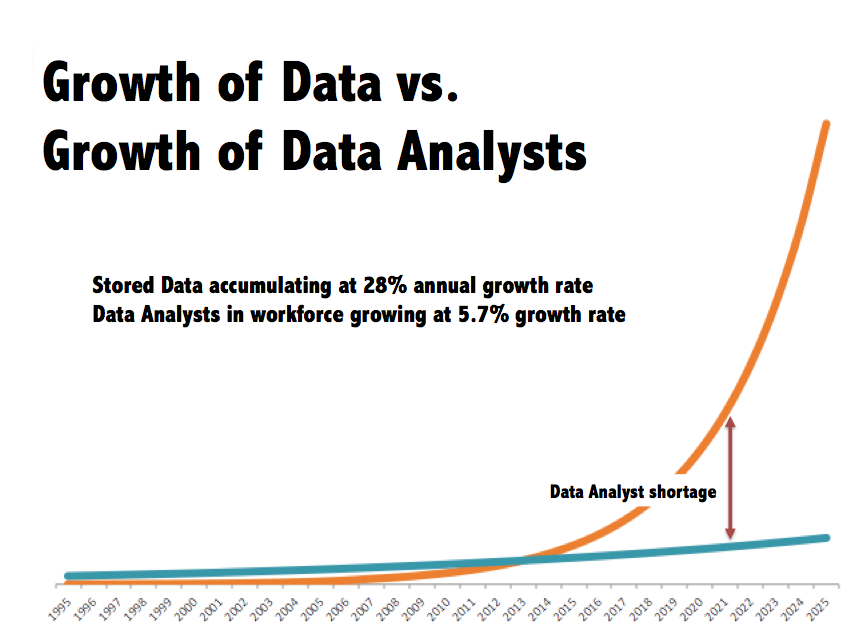 Growth of Data vs.
Growth of Data Analysts
Stored Data accumulating at 28% annual growth rate
Data Analysts in workforce growing at 5.7% growth rate
Data Analyst shortage
1995 1996 1997 1998 1999 2000 2001 2002 2003 2004 2005 2006 2007 2008 2009 2010 2011 2012 2013 2014 2015 2016 2017 2018 2019 2020 2021 2022 2023 2024 2025